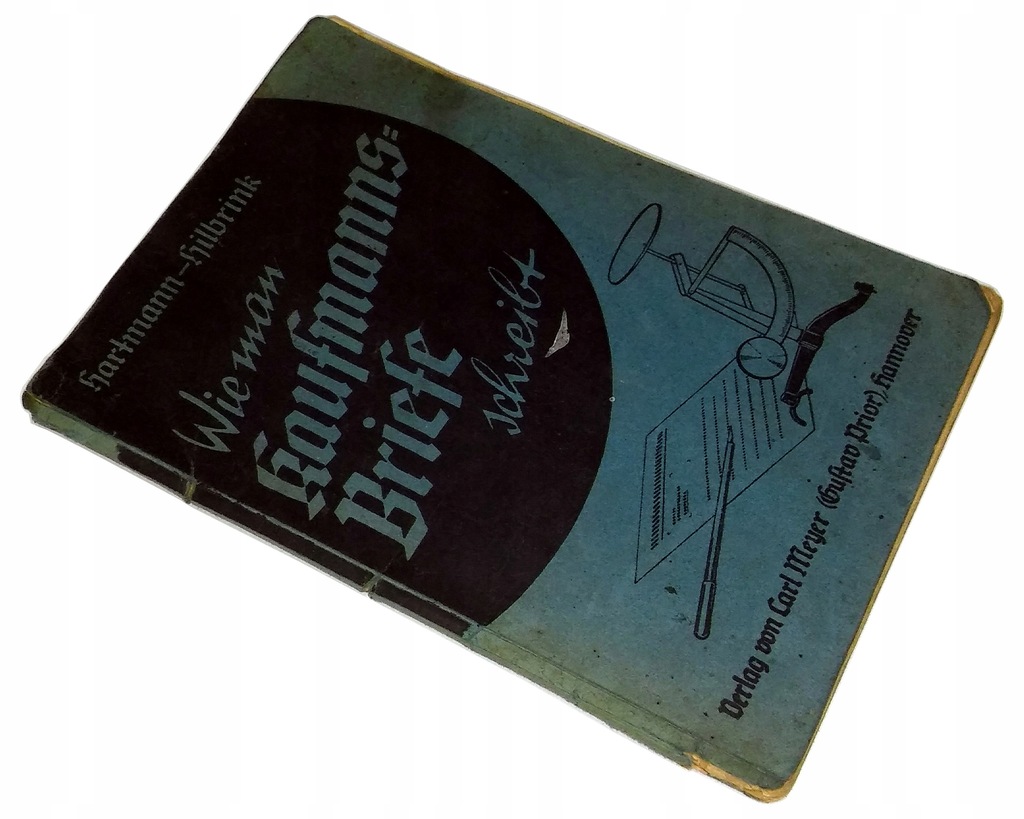 Hartmann-Hilbrink
Wie man
Kaufmanns=
Briefe
schreibt
Verlag von Carl Meyer (Gustav Prior), Hannover